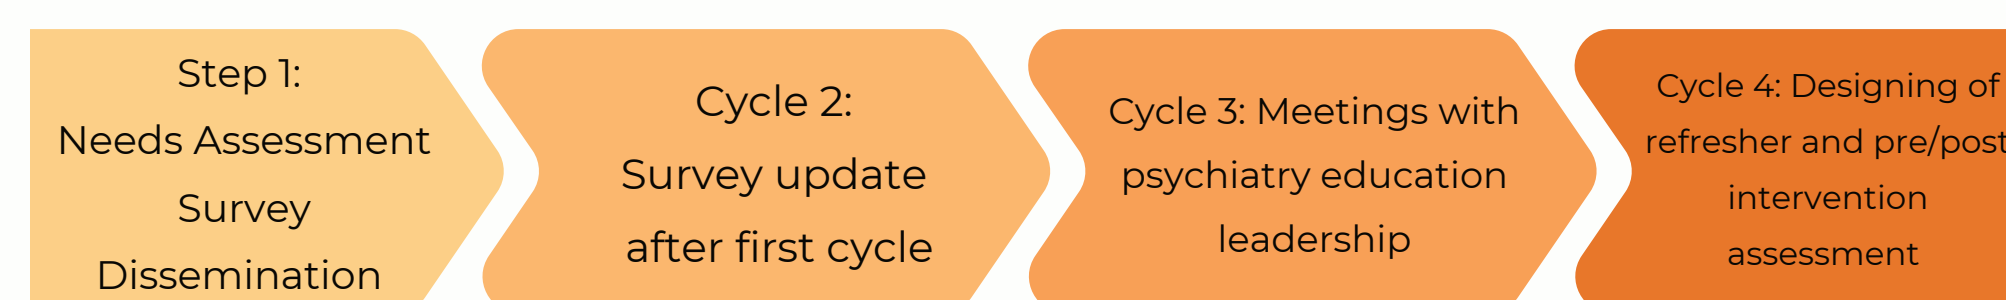 Step 1:
Needs Assessment
Survey
Dissemination
Cycle 2:
Survey update
after first cycle
Cycle 3: Meetings with
psychiatry education
leadership
Cycle 4: Designing of
refresher and pre/post
intervention
assessment